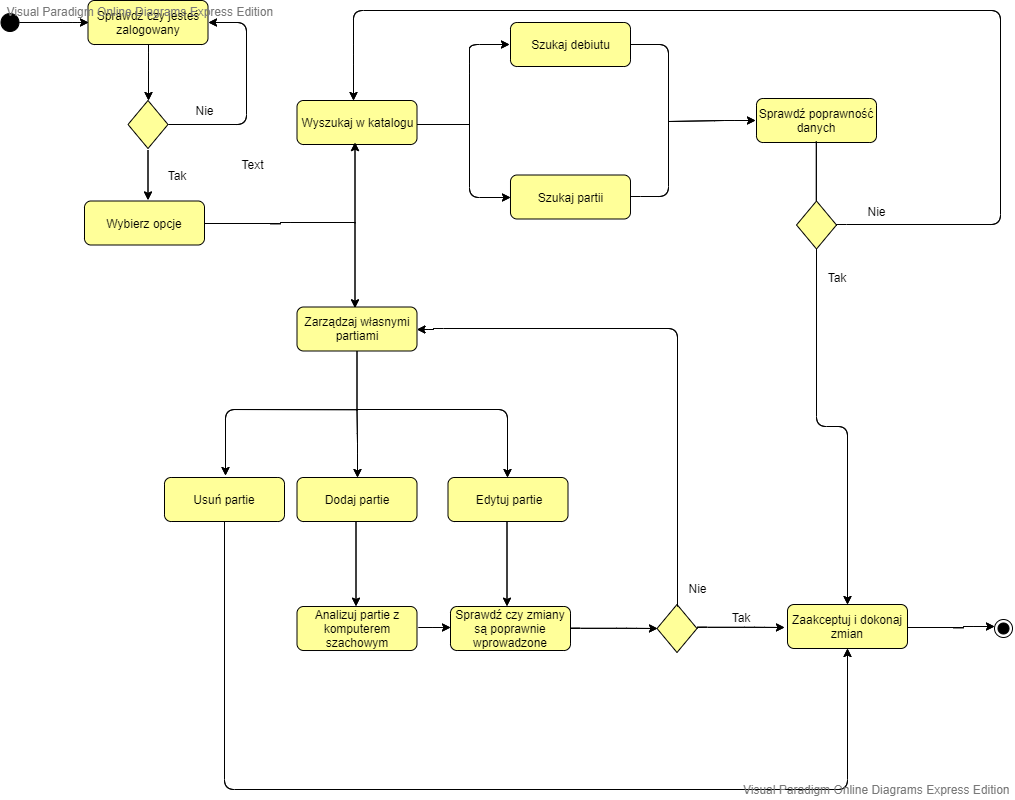 Visual Paradigm Online Diagrams Express Edition
Sprawdź czy jesteś
zalogowany
Nie
Tak
Text
Wybierz opcje
Wyszukaj w katalogu
Szukaj debiutu
Szukaj partii
Sprawdź poprawność
danych
Nie
Tak
Zarządzaj własnymi
partiami
Usuń partie
Dodaj partie
Edytuj partie
Analizuj partie z
komputerem
szachowym
Sprawdź czy zmiany
są poprawnie
wprowadzone
Nie
Tak
Zaakceptuj i dokonaj
zmian
Visual Paradigm Online Diagrams Express Edition